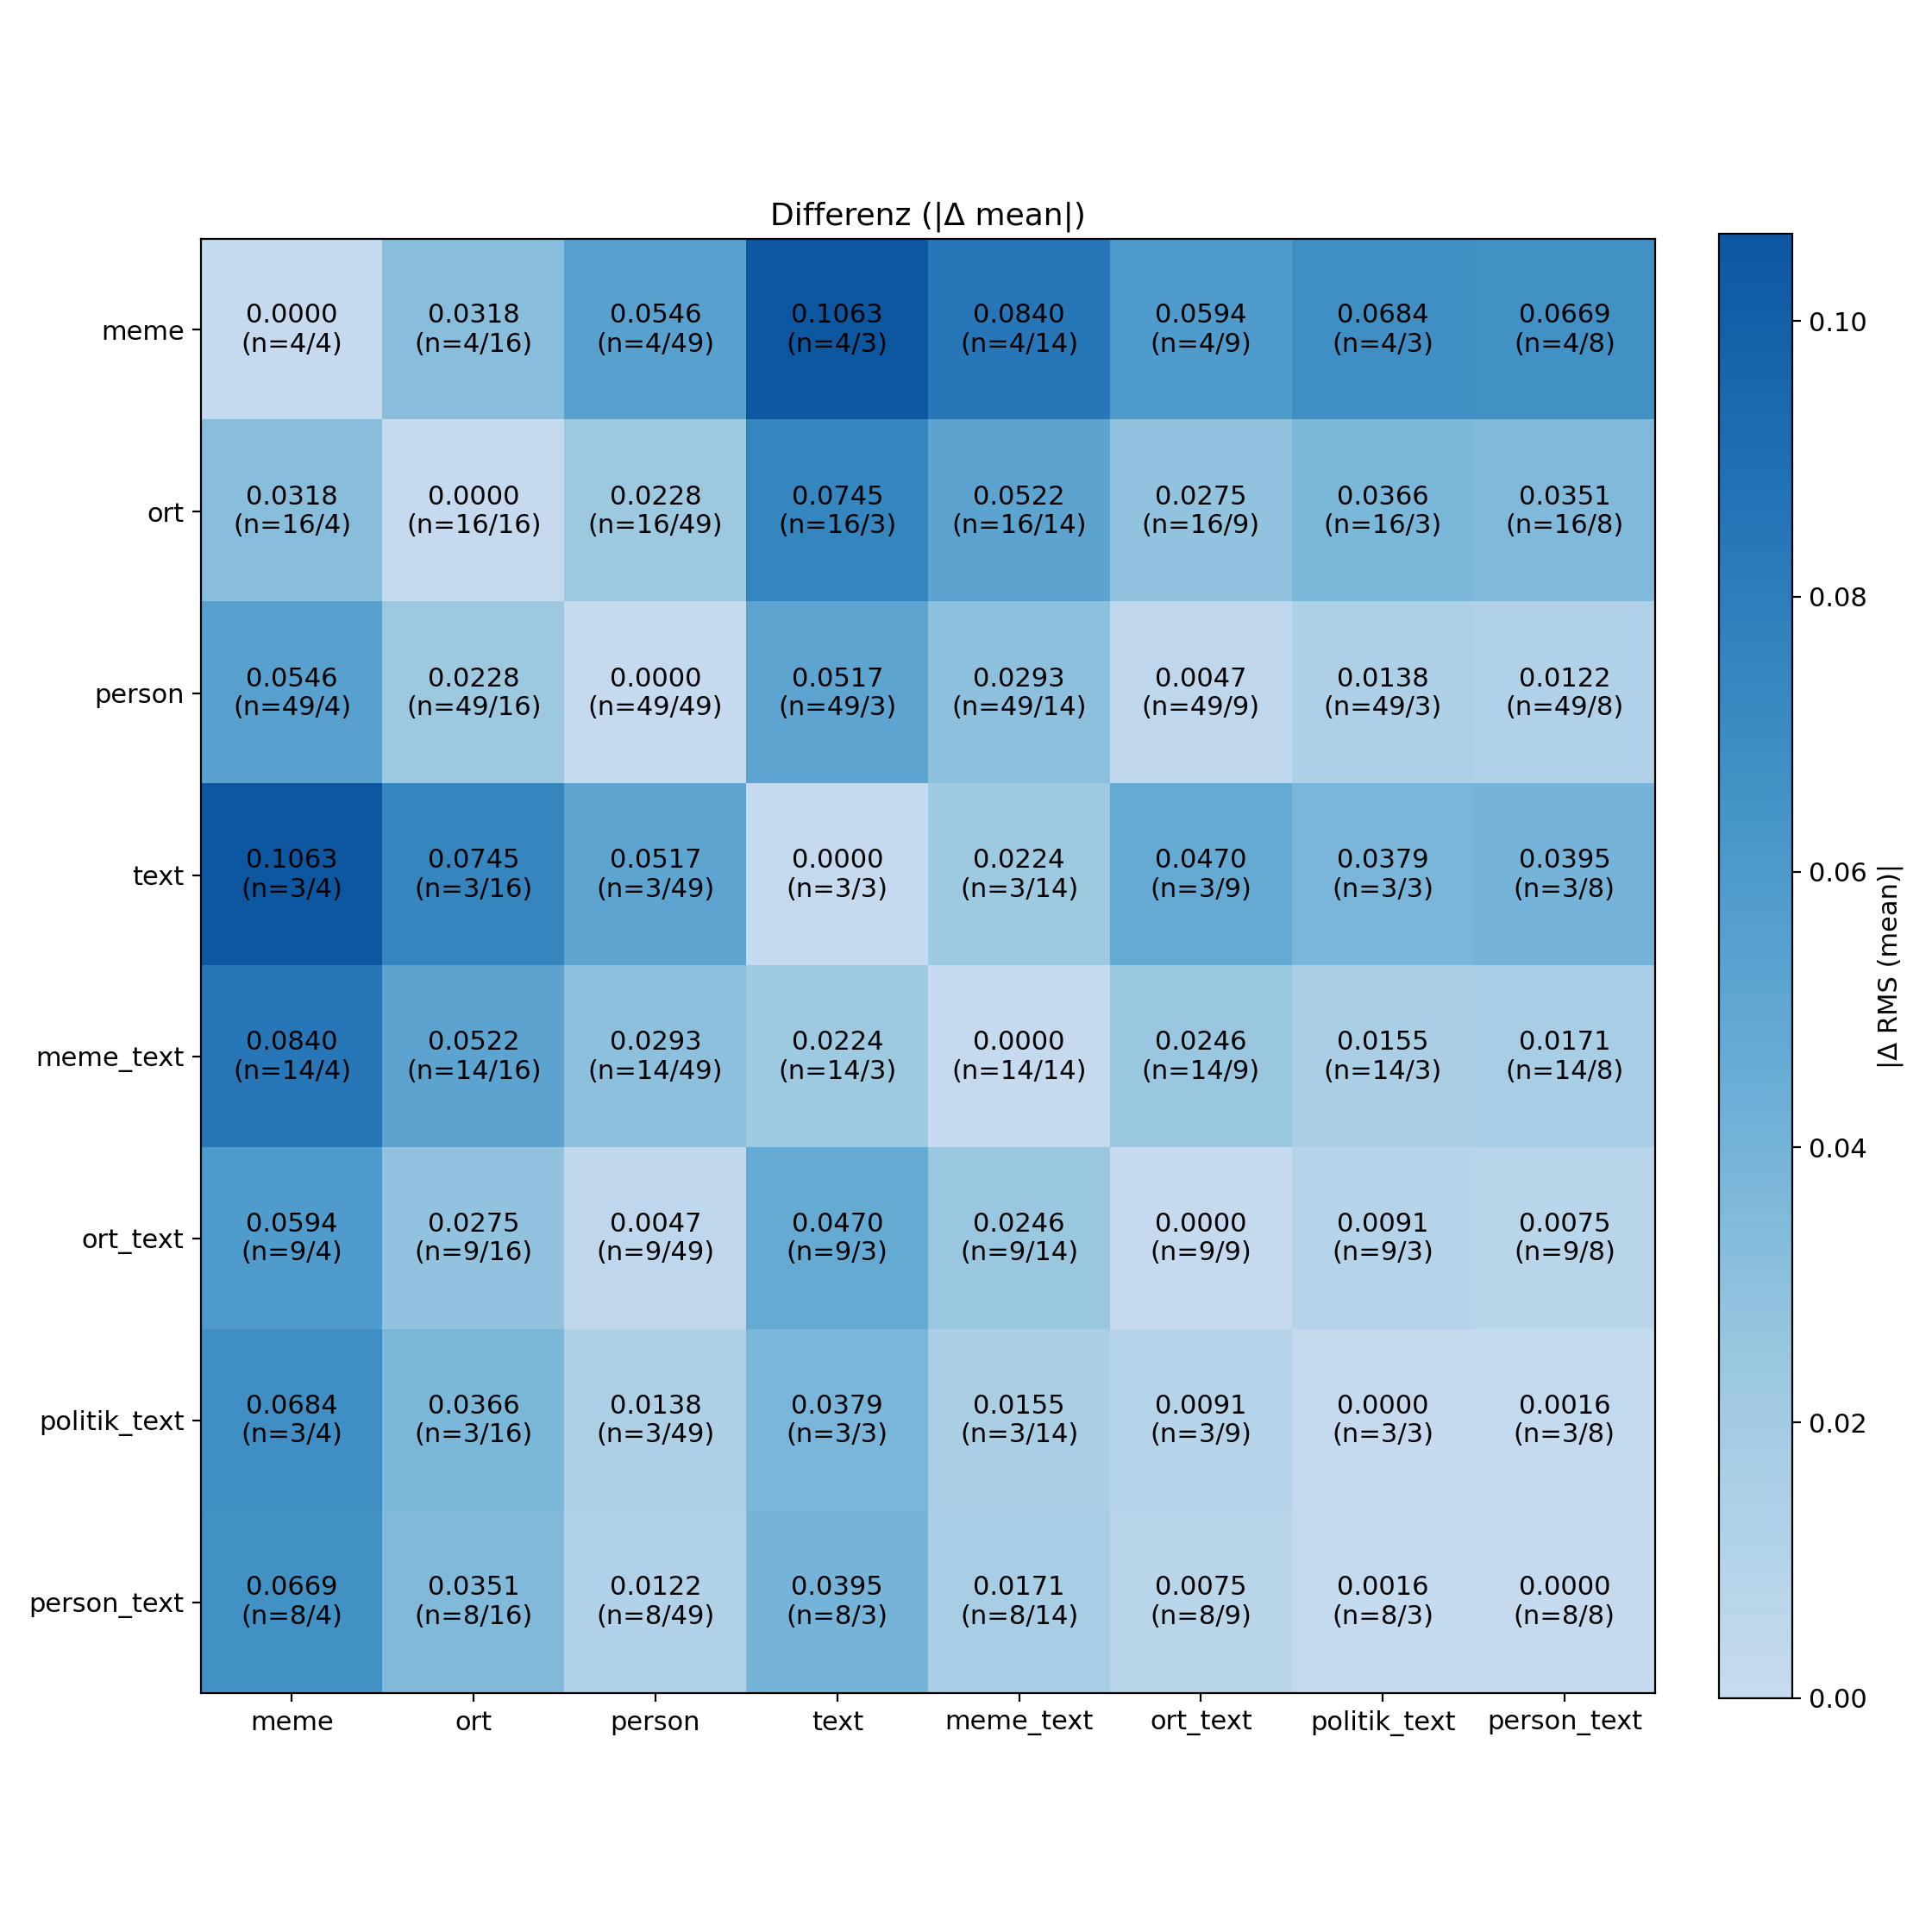 Differenz (|Δ mean|)
meme
0.0000 0.0318 0.0546 0.1063 0.0840 0.0594 0.0684 0.0669
(n=4/4) (n=4/16) (n=4/49) (n=4/3) (n=4/14) (n=4/9) (n=4/3) (n=4/8)
ort
0.0318 0.0000 0.0228 0.0745 0.0522 0.0275 0.0366 0.0351
(n=16/4) (n=16/16) (n=16/49) (n=16/3) (n=16/14) (n=16/9) (n=16/3) (n=16/8)
person
0.0546 0.0228 0.0000 0.0517 0.0293 0.0047 0.0138 0.0122
(n=49/4) (n=49/16) (n=49/49) (n=49/3) (n=49/14) (n=49/9) (n=49/3) (n=49/8)
text
0.1063 0.0745 0.0517 0.0000 0.0224 0.0470 0.0379 0.0395
(n=3/4) (n=3/16) (n=3/49) (n=3/3) (n=3/14) (n=3/9) (n=3/3) (n=3/8)
meme_text
0.0840 0.0522 0.0293 0.0224 0.0000 0.0246 0.0155 0.0171
(n=14/4) (n=14/16) (n=14/49) (n=14/3) (n=14/14) (n=14/9) (n=14/3) (n=14/8)
ort_text
0.0594 0.0275 0.0047 0.0470 0.0246 0.0000 0.0091 0.0075
(n=9/4) (n=9/16) (n=9/49) (n=9/3) (n=9/14) (n=9/9) (n=9/3) (n=9/8)
politik_text
0.0684 0.0366 0.0138 0.0379 0.0155 0.0091 0.0000 0.0016
(n=3/4) (n=3/16) (n=3/49) (n=3/3) (n=3/14) (n=3/9) (n=3/3) (n=3/8)
person_text
0.0669 0.0351 0.0122 0.0395 0.0171 0.0075 0.0016 0.0000
(n=8/4) (n=8/16) (n=8/49) (n=8/3) (n=8/14) (n=8/9) (n=8/3) (n=8/8)
meme ort person text meme_text ort_text politik_text person_text
0.10
0.08
0.06
0.04
0.02
0.00
|Δ RMS (mean)|